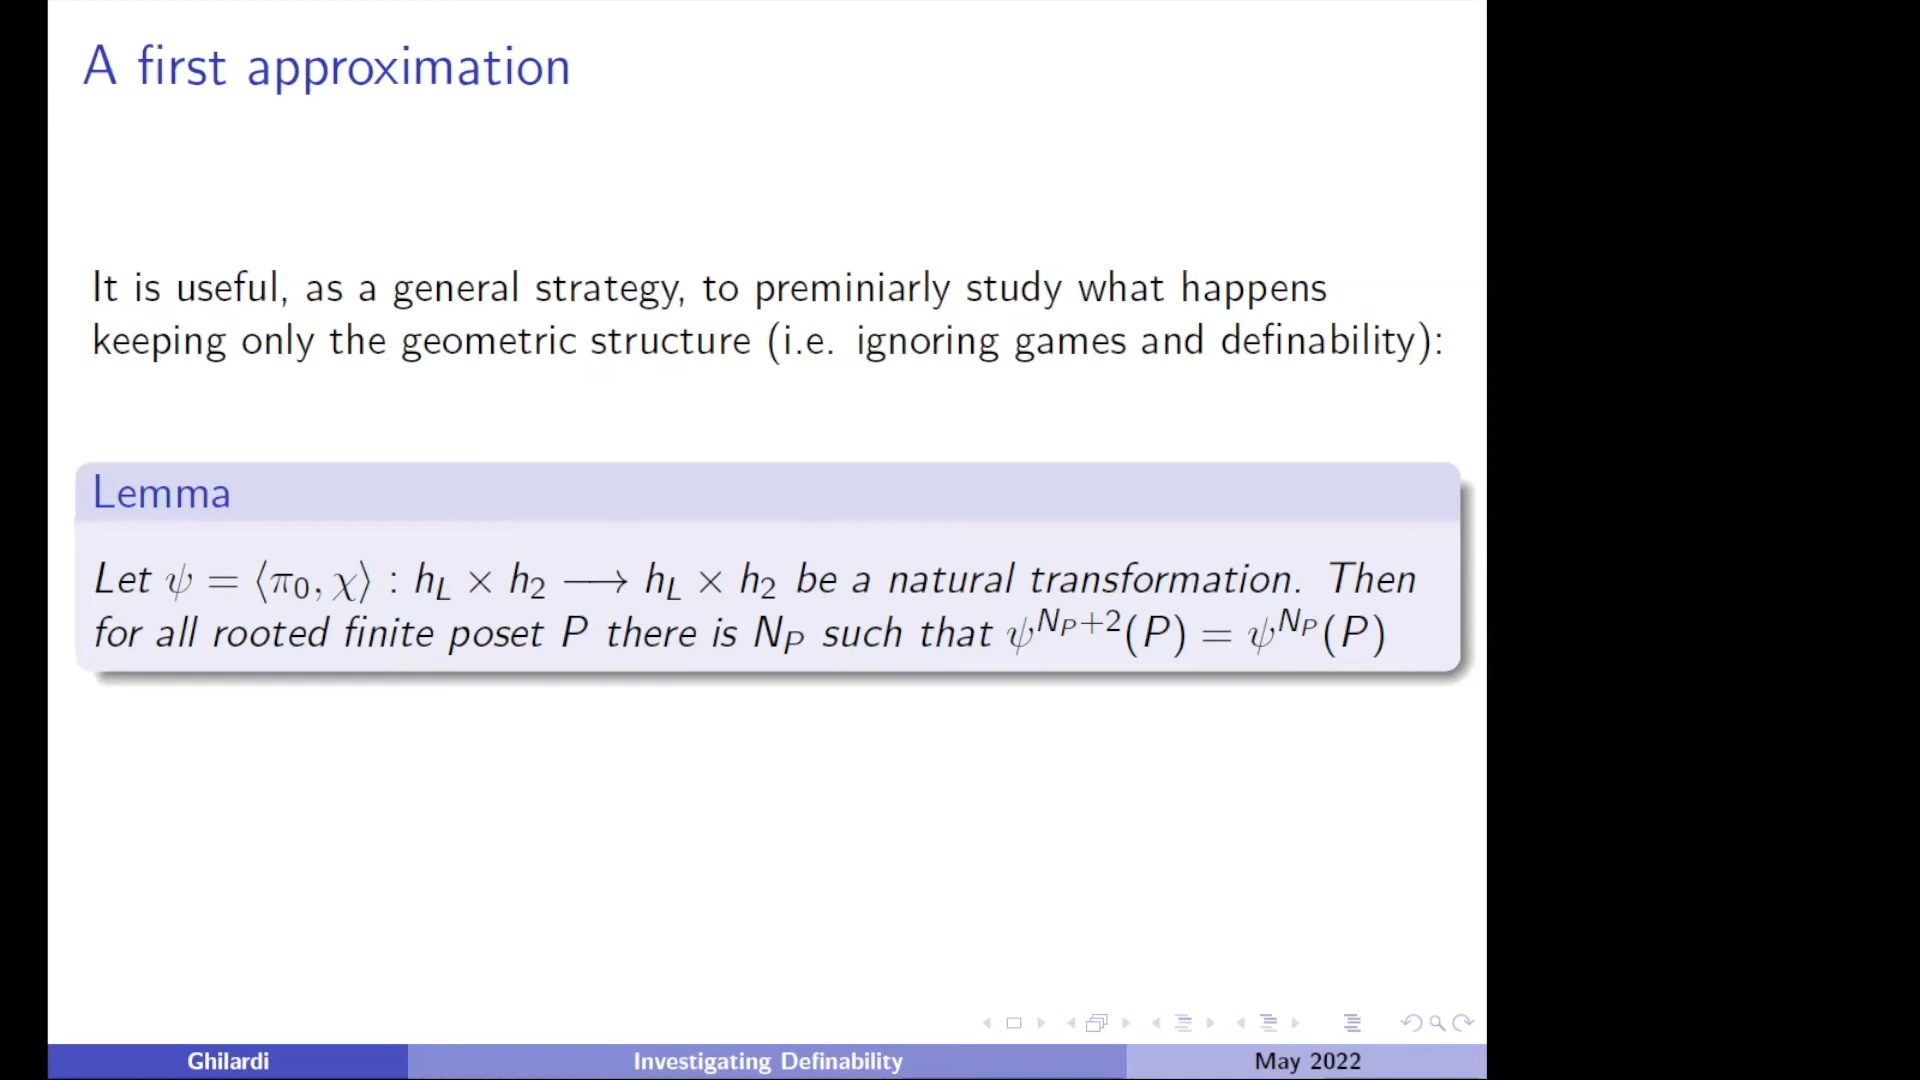 A first approximation
It is useful, as a general strategy, to preminiarly study what happens
keeping only the geometric structure (i.e. ignoring games and definability):
Lemma
Let ψ = ⟨π₀, χ⟩ : h_L × h₂ ⟶ h_L × h₂ be a natural transformation. Then
for all rooted finite poset P there is N_P such that ψ^{N_P+2}(P) = ψ^{N_P}(P)
Ghilardi
Investigating Definability
May 2022